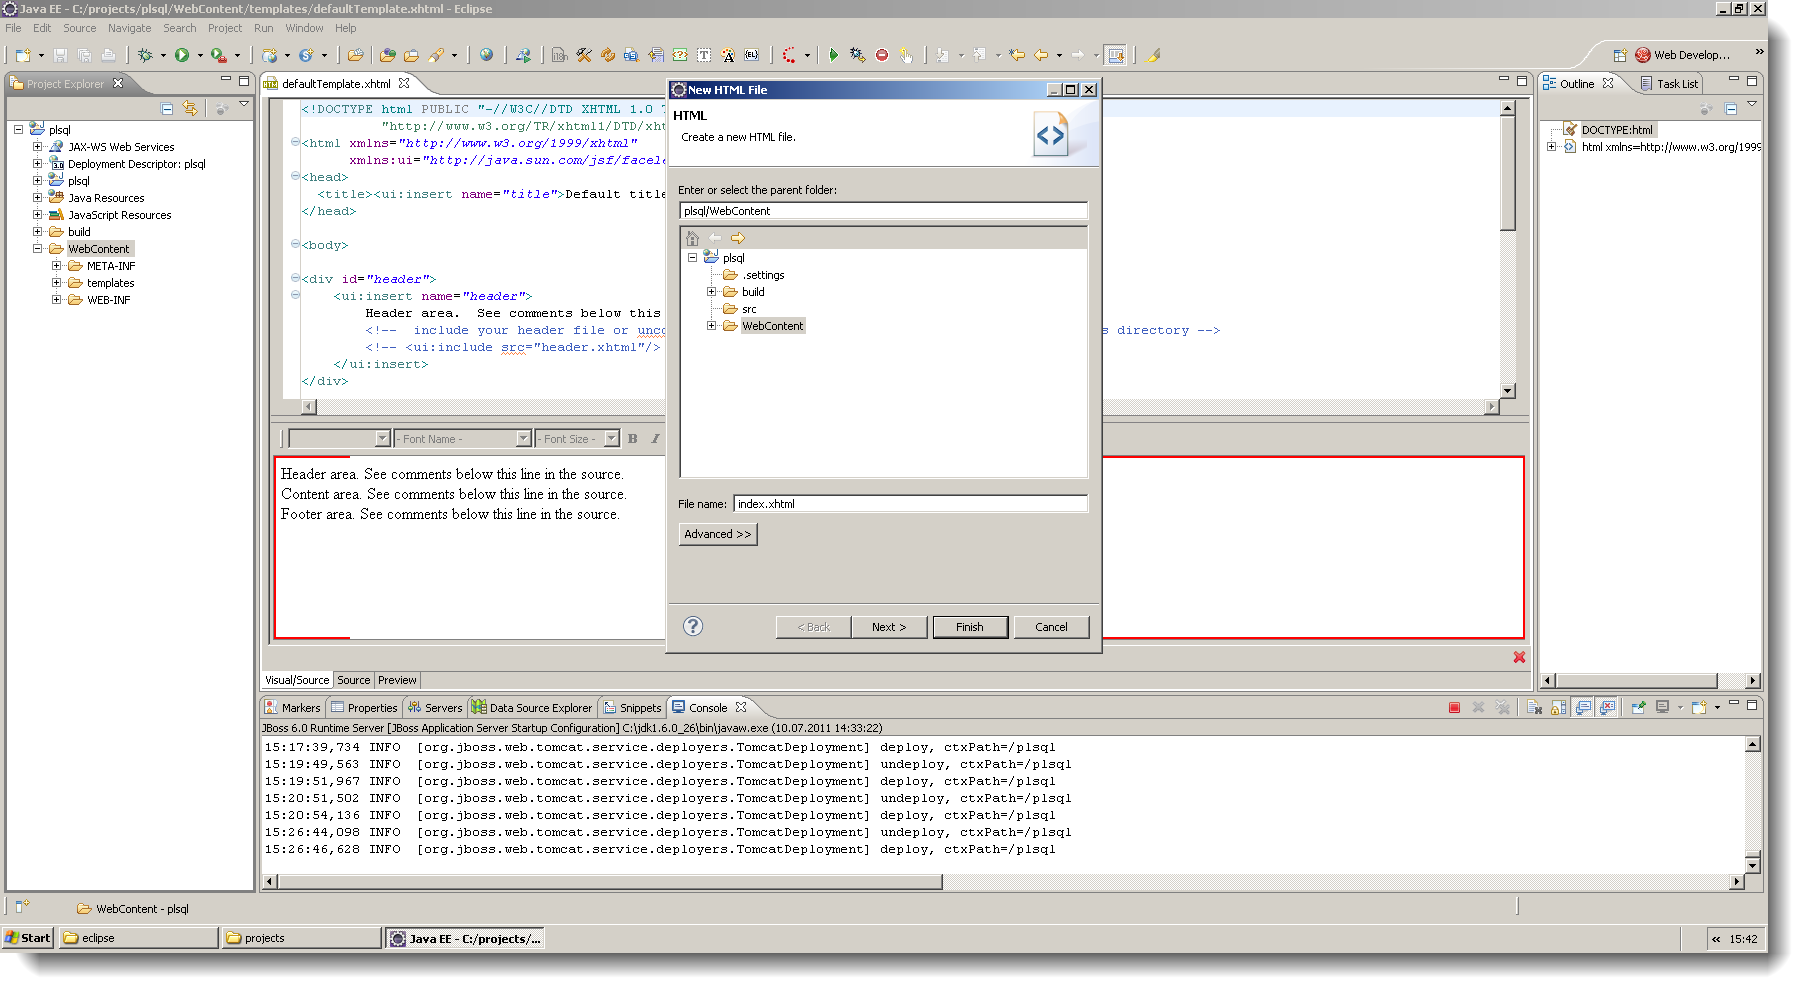 Java EE - C:/projects/plsql/WebContent/templates/defaultTemplate.xhtml - Eclipse
File Edit Source Navigate Search Project Run Window Help
Web Develop... »
Project Explorer
plsql
JAX-WS Web Services
Deployment Descriptor: plsql
plsql
Java Resources
JavaScript Resources
build
WebContent
META-INF
templates
WEB-INF
defaultTemplate.xhtml
<!DOCTYPE html PUBLIC "-//W3C//DTD XHTML 1.0 T
"http://www.w3.org/TR/xhtml1/DTD/xht
<html xmlns="http://www.w3.org/1999/xhtml"
xmlns:ui="http://java.sun.com/jsf/facele
<head>
<title><ui:insert name="title">Default title
</head>
<body>
<div id="header">
<ui:insert name="header">
Header area.  See comments below this
<!--  include your header file or unco s directory -->
<!-- <ui:include src="header.xhtml"/>
</ui:insert>
</div>
- Font Name - - Font Size - B I
Header area. See comments below this line in the source.
Content area. See comments below this line in the source.
Footer area. See comments below this line in the source.
Visual/Source Source Preview
New HTML File
HTML
Create a new HTML file.
Enter or select the parent folder:
plsql/WebContent
plsql
.settings
build
src
WebContent
File name: index.xhtml
Advanced >>
< Back Next > Finish Cancel
Outline Task List
DOCTYPE:html
html xmlns=http://www.w3.org/1999
Markers Properties Servers Data Source Explorer Snippets Console
JBoss 6.0 Runtime Server [JBoss Application Server Startup Configuration] C:\jdk1.6.0_26\bin\javaw.exe (10.07.2011 14:33:22)
15:17:39,734 INFO  [org.jboss.web.tomcat.service.deployers.TomcatDeployment] deploy, ctxPath=/plsql
15:19:49,563 INFO  [org.jboss.web.tomcat.service.deployers.TomcatDeployment] undeploy, ctxPath=/plsql
15:19:51,967 INFO  [org.jboss.web.tomcat.service.deployers.TomcatDeployment] deploy, ctxPath=/plsql
15:20:51,502 INFO  [org.jboss.web.tomcat.service.deployers.TomcatDeployment] undeploy, ctxPath=/plsql
15:20:54,136 INFO  [org.jboss.web.tomcat.service.deployers.TomcatDeployment] deploy, ctxPath=/plsql
15:26:44,098 INFO  [org.jboss.web.tomcat.service.deployers.TomcatDeployment] undeploy, ctxPath=/plsql
15:26:46,628 INFO  [org.jboss.web.tomcat.service.deployers.TomcatDeployment] deploy, ctxPath=/plsql
WebContent - plsql
Start eclipse projects Java EE - C:/projects/... « 15:42